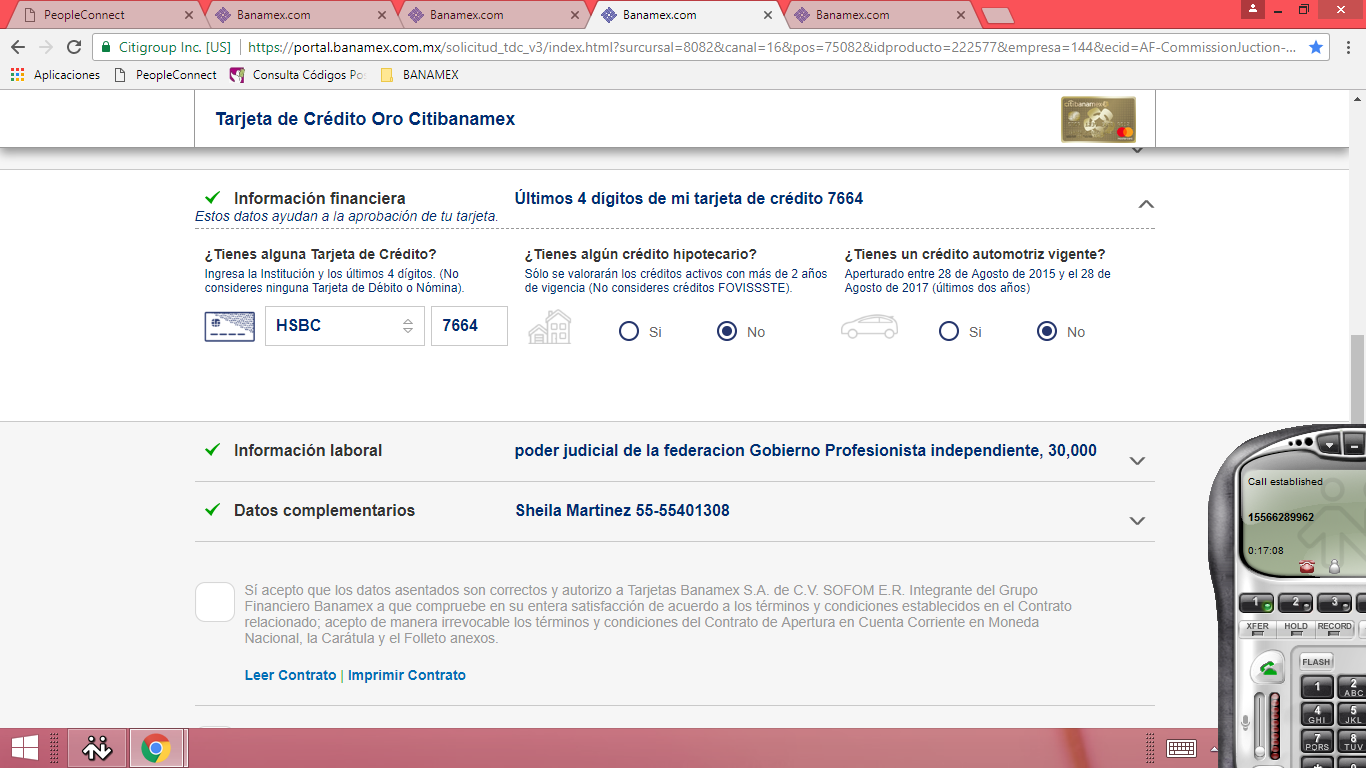 PeopleConnect
Banamex.com
Banamex.com
Banamex.com
Banamex.com
Citigroup Inc. [US]
https://portal.banamex.com.mx/solicitud_tdc_v3/index.html?sursursal=8082&canal=16&pos=75082&idproducto=222577&empresa=144&ecid=AF-CommissionJuction-...
Aplicaciones
PeopleConnect
Consulta Códigos Po
BANAMEX
Tarjeta de Crédito Oro Citibanamex
citibanamex
Información financiera
Últimos 4 dígitos de mi tarjeta de crédito 7664
Estos datos ayudan a la aprobación de tu tarjeta.
¿Tienes alguna Tarjeta de Crédito?
Ingresa la Institución y los últimos 4 dígitos. (No
consideres ninguna Tarjeta de Débito o Nómina).
HSBC
7664
¿Tienes algún crédito hipotecario?
Sólo se valorarán los créditos activos con más de 2 años
de vigencia (No consideres créditos FOVISSSTE).
Si
No
¿Tienes un crédito automotriz vigente?
Aperturado entre 28 de Agosto de 2015 y el 28 de
Agosto de 2017 (últimos dos años)
Si
No
Información laboral
poder judicial de la federacion Gobierno Profesionista independiente, 30,000
Datos complementarios
Sheila Martinez 55-55401308
Sí acepto que los datos asentados son correctos y autorizo a Tarjetas Banamex S.A. de C.V. SOFOM E.R. Integrante del Grupo
Financiero Banamex a que compruebe en su entera satisfacción de acuerdo a los términos y condiciones establecidos en el Contrato
relacionado; acepto de manera irrevocable los términos y condiciones del Contrato de Apertura en Cuenta Corriente en Moneda
Nacional, la Carátula y el Folleto anexos.
Leer Contrato | Imprimir Contrato
Call established
15566289962
0:17:08
1 2 3
XFER HOLD RECORD
FLASH
1 2 ABC
4 GHI 5 JKL
7 PQRS 8 TUV